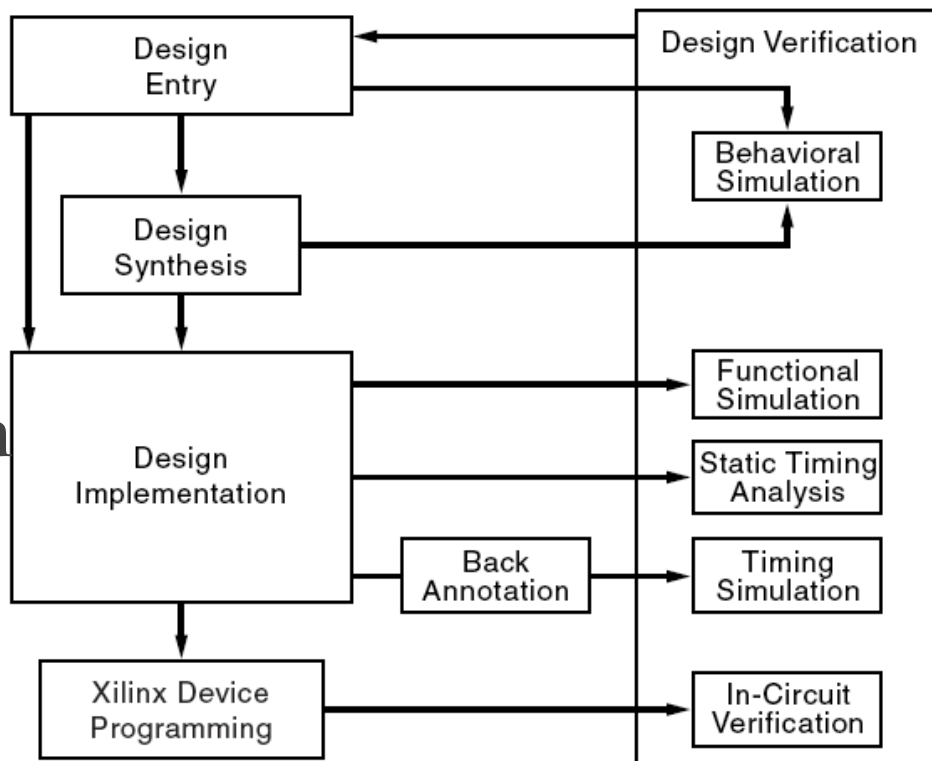 Design
Entry
Design Verification
Behavioral
Simulation
Design
Synthesis
Functional
Simulation
Design
Implementation
Static Timing
Analysis
Back
Annotation
Timing
Simulation
Xilinx Device
Programming
In-Circuit
Verification